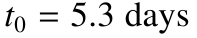 t₀ = 5.3 days